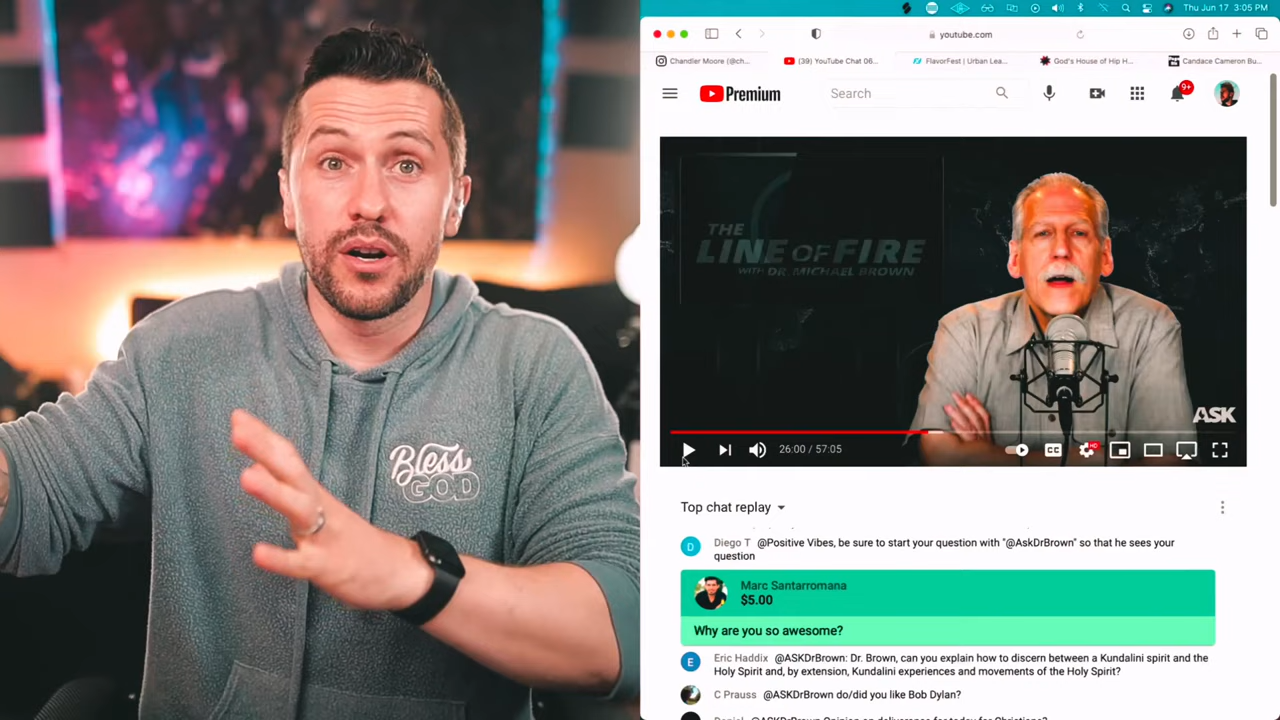 Thu Jun 17 3:05 PM
youtube.com
Chandler Moore (@ch...
(39) YouTube Chat 06...
FlavorFest | Urban Lea...
God's House of Hip H...
Candace Cameron Bu...
Premium
Search
9+
THE
LINE OF FIRE
WITH DR. MICHAEL BROWN
ASK
26:00 / 57:05
CC
HD
Bless
GOD
Top chat replay
D
Diego T @Positive Vibes, be sure to start your question with "@AskDrBrown" so that he sees your
question
Marc Santarromana
$5.00
Why are you so awesome?
E
Eric Haddix @ASKDrBrown: Dr. Brown, can you explain how to discern between a Kundalini spirit and the
Holy Spirit and, by extension, Kundalini experiences and movements of the Holy Spirit?
C Prauss @ASKDrBrown do/did you like Bob Dylan?